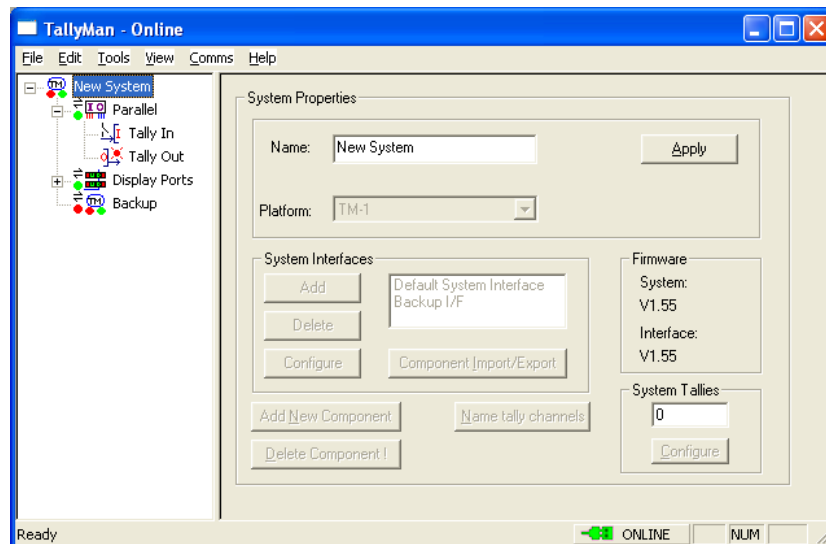 TallyMan - Online
File Edit Tools View Comms Help
New System
Parallel
Tally In
Tally Out
Display Ports
Backup
System Properties
Name: New System Apply
Platform: TM-1
System Interfaces
Add
Delete
Configure
Default System Interface
Backup I/F
Component Import/Export
Add New Component
Name tally channels
Delete Component !
Firmware
System:
V1.55
Interface:
V1.55
System Tallies
0
Configure
Ready ONLINE NUM